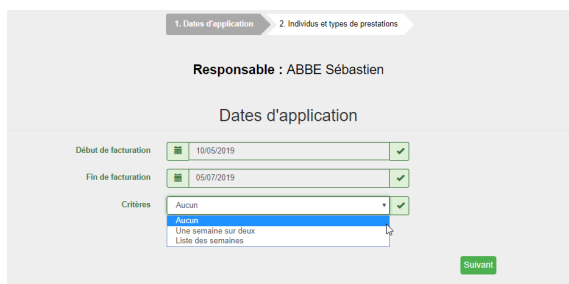 1. Dates d'application
2. Individus et types de prestations
Responsable : ABBE Sébastien
Dates d'application
Début de facturation 10/05/2019
Fin de facturation 05/07/2019
Critères Aucun
Aucun
Une semaine sur deux
Liste des semaines
Suivant